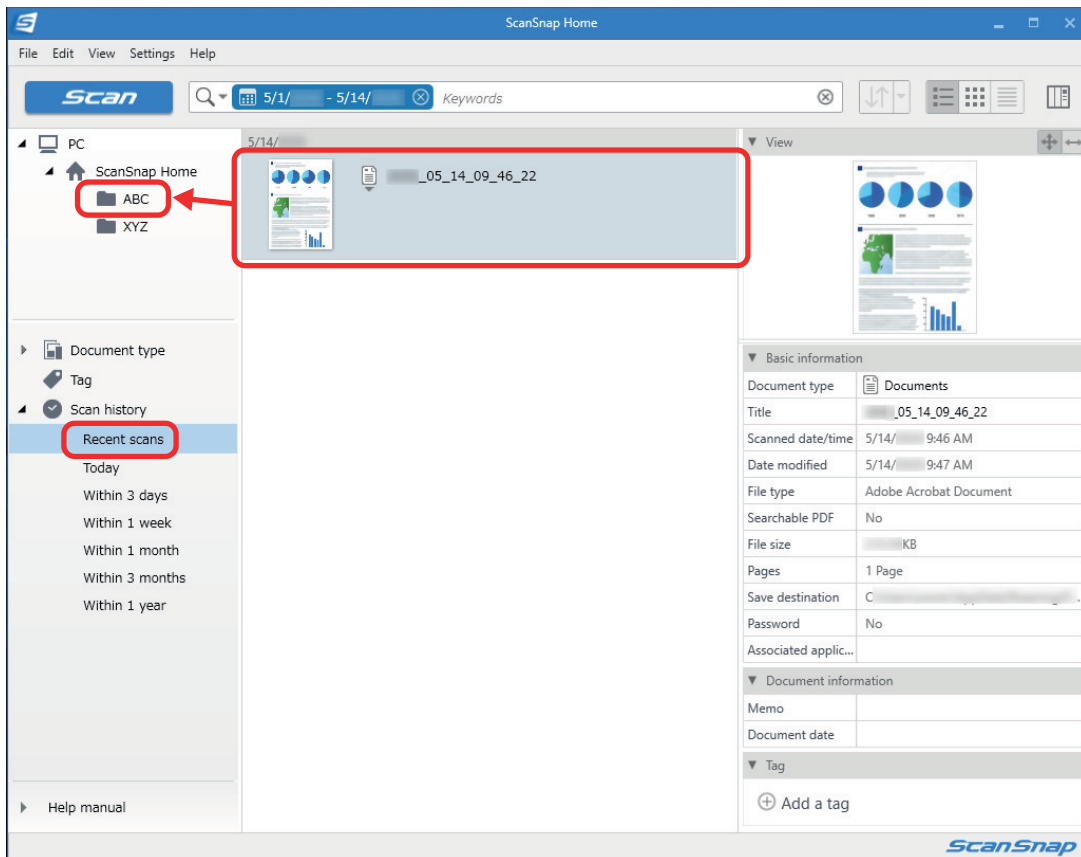 ScanSnap Home
File Edit View Settings Help
Scan
5/1/ - 5/14/ Keywords
PC
ScanSnap Home
ABC
XYZ
Document type
Tag
Scan history
Recent scans
Today
Within 3 days
Within 1 week
Within 1 month
Within 3 months
Within 1 year
Help manual
5/14/
_05_14_09_46_22
View
Basic information
Document type Documents
Title _05_14_09_46_22
Scanned date/time 5/14/ 9:46 AM
Date modified 5/14/ 9:47 AM
File type Adobe Acrobat Document
Searchable PDF No
File size KB
Pages 1 Page
Save destination C
Password No
Associated applic...
Document information
Memo
Document date
Tag
Add a tag
ScanSnap